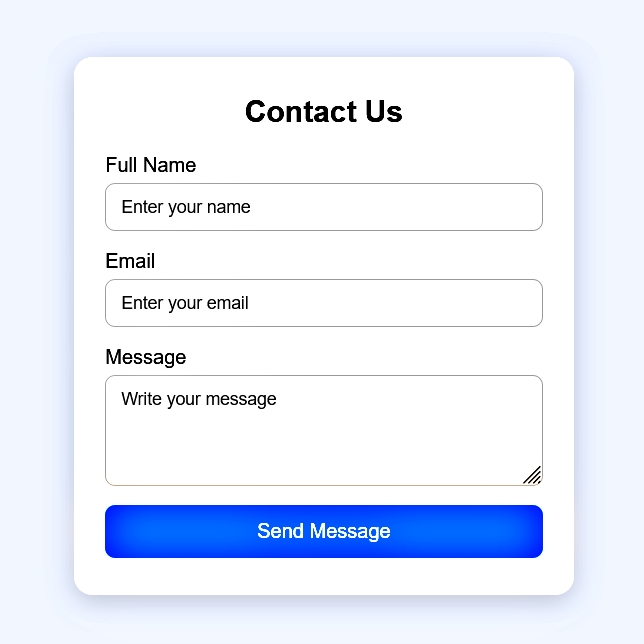 Contact Us
Full Name
Enter your name
Email
Enter your email
Message
Write your message
Send Message